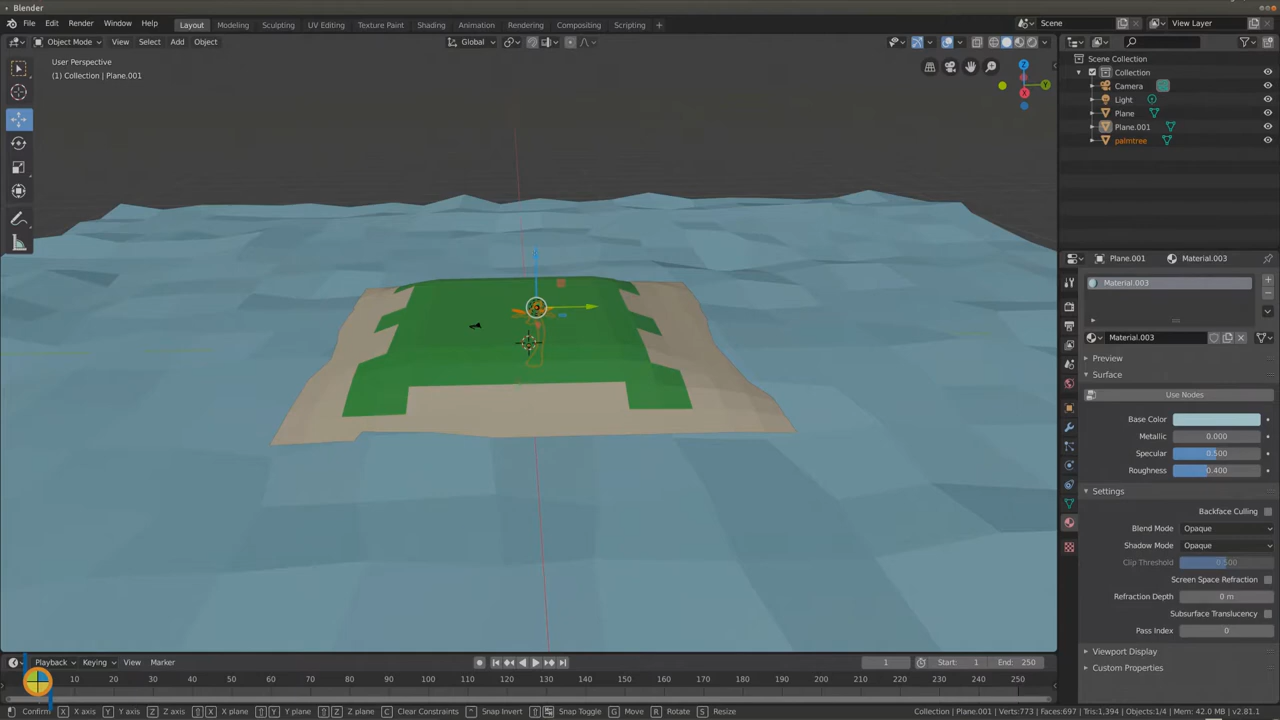 Blender
File Edit Render Window Help Layout Modeling Sculpting UV Editing Texture Paint Shading Animation Rendering Compositing Scripting + Scene View Layer
Object Mode View Select Add Object Global
User Perspective
(1) Collection | Plane.001
Z
Y
X
Scene Collection
Collection
Camera
Light
Plane
Plane.001
palmtree
Plane.001 Material.003
Material.003
Material.003
Preview
Surface
Use Nodes
Base Color
Metallic 0.000
Specular 0.500
Roughness 0.400
Settings
Backface Culling
Blend Mode Opaque
Shadow Mode Opaque
Clip Threshold 0.500
Screen Space Refraction
Refraction Depth 0 m
Subsurface Translucency
Pass Index 0
Viewport Display
Custom Properties
Playback Keying View Marker 1 Start: 1 End: 250
10 20 30 40 50 60 70 80 90 100 110 120 130 140 150 160 170 180 190 200 210 220 230 240 250
Confirm X X axis Y Y axis Z Z axis X X plane Y Y plane Z Z plane C Clear Constraints Snap Invert Snap Toggle G Move R Rotate S Resize Collection | Plane.001 | Verts:773 | Faces:697 | Tris:1,394 | Objects:1/4 | Mem: 42.0 MB | v2.81.1